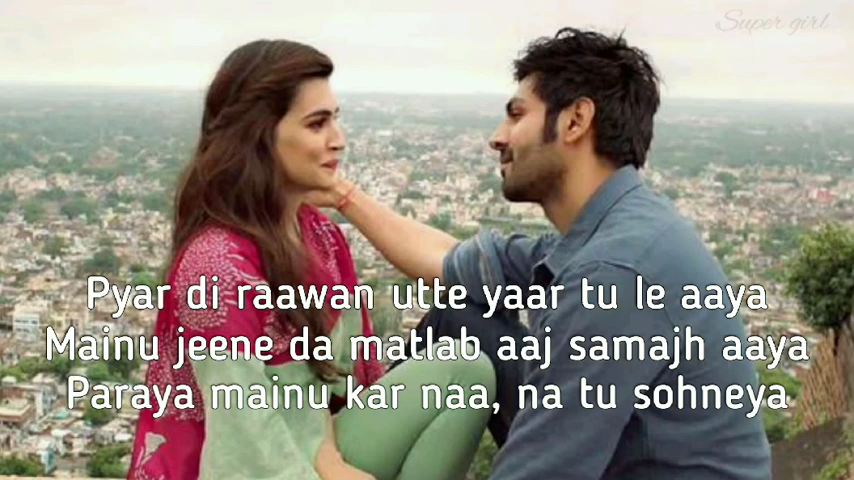 Super girl
Pyar di raawan utte yaar tu le aaya
Mainu jeene da matlab aaj samajh aaya
Paraya mainu kar naa, na tu sohneya